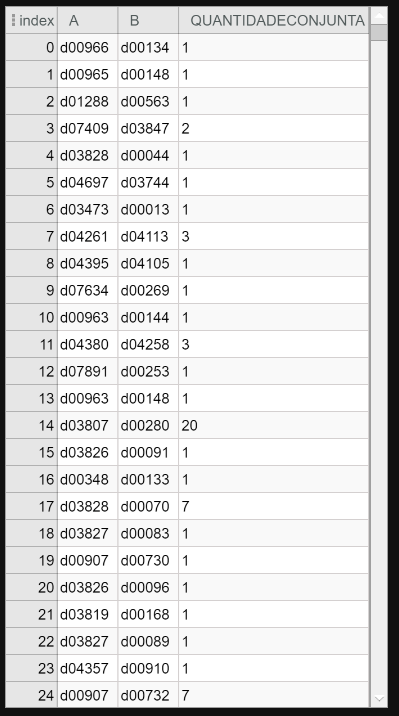 index A B QUANTIDADECONJUNTA
0 d00966 d00134 1
1 d00965 d00148 1
2 d01288 d00563 1
3 d07409 d03847 2
4 d03828 d00044 1
5 d04697 d03744 1
6 d03473 d00013 1
7 d04261 d04113 3
8 d04395 d04105 1
9 d07634 d00269 1
10 d00963 d00144 1
11 d04380 d04258 3
12 d07891 d00253 1
13 d00963 d00148 1
14 d03807 d00280 20
15 d03826 d00091 1
16 d00348 d00133 1
17 d03828 d00070 7
18 d03827 d00083 1
19 d00907 d00730 1
20 d03826 d00096 1
21 d03819 d00168 1
22 d03827 d00089 1
23 d04357 d00910 1
24 d00907 d00732 7